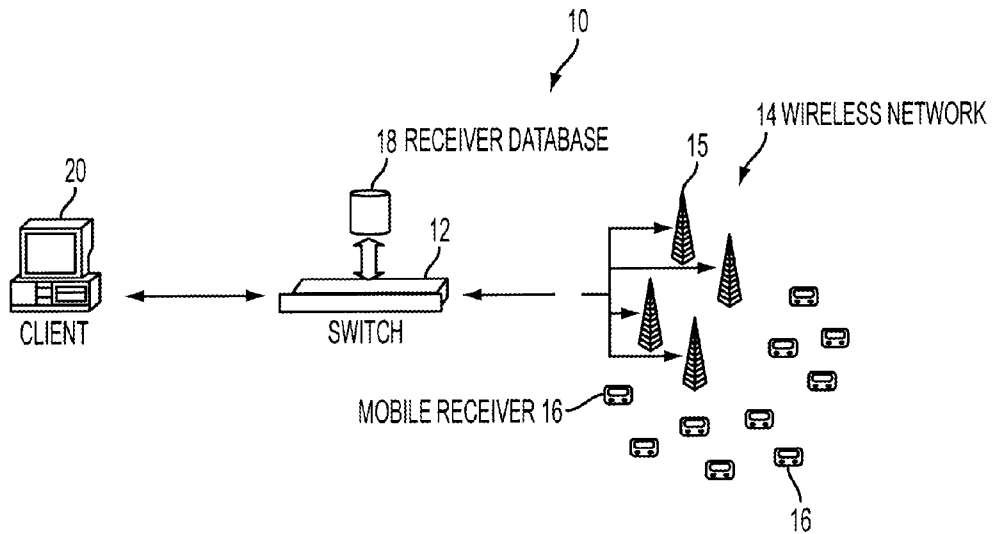 10
14 WIRELESS NETWORK
18 RECEIVER DATABASE
15
20
12
CLIENT
SWITCH
MOBILE RECEIVER 16
16